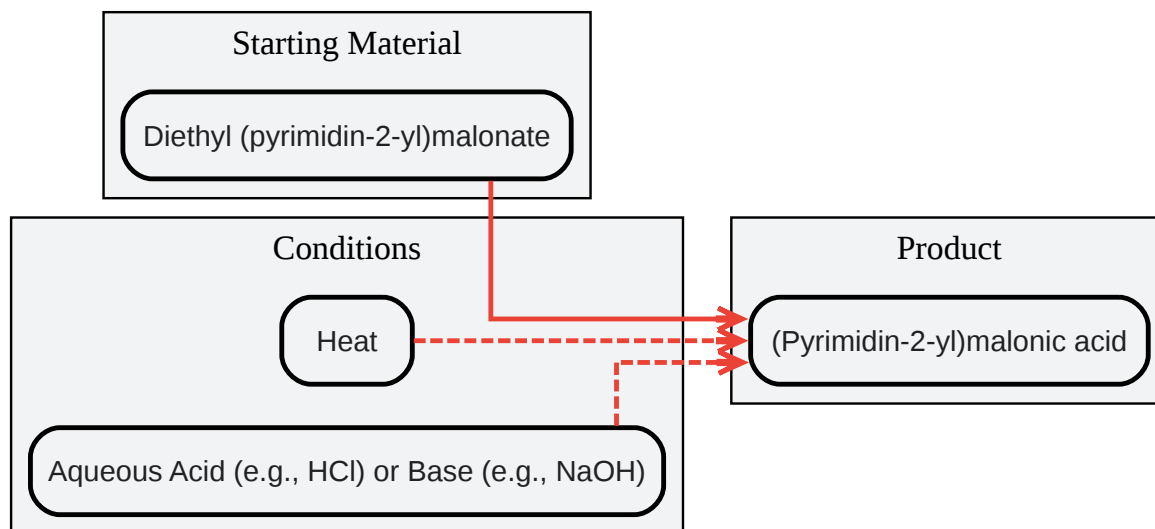 Starting Material
Diethyl (pyrimidin-2-yl)malonate
Conditions
Heat
Aqueous Acid (e.g., HCl) or Base (e.g., NaOH)
Product
(Pyrimidin-2-yl)malonic acid